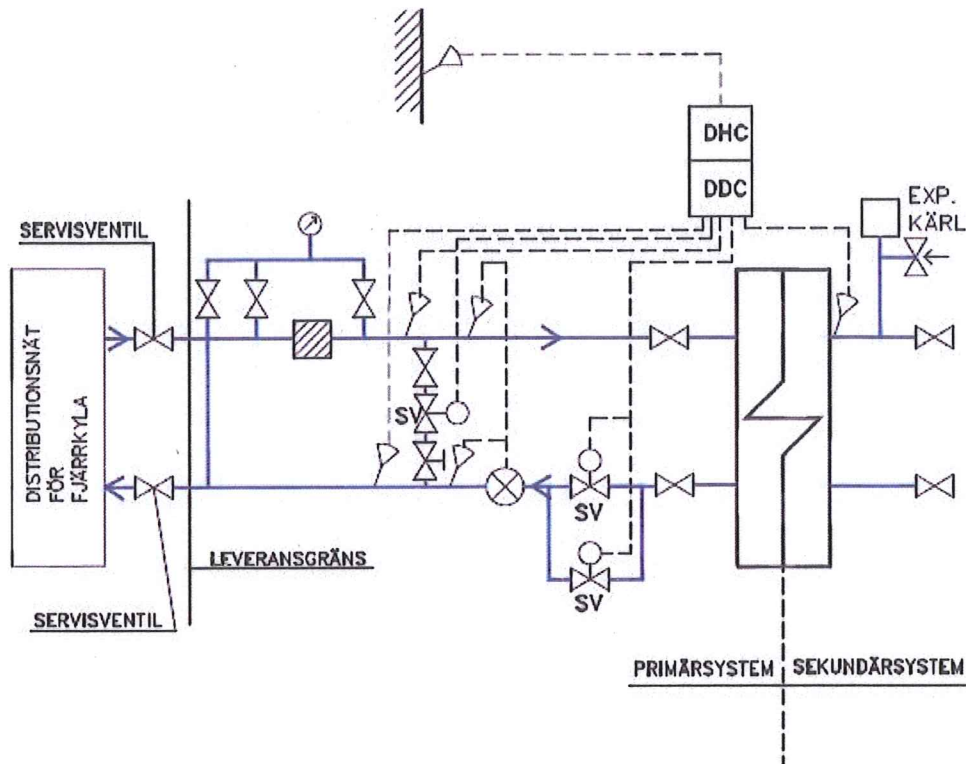 DHC
DDC
EXP.
KÄRL
SERVISVENTIL
DISTRIBUTIONSNÄT
FÖR
FJÄRRKYLA
SV
SV
SV
LEVERANSGRÄNS
SERVISVENTIL
PRIMÄRSYSTEM
SEKUNDÄRSYSTEM